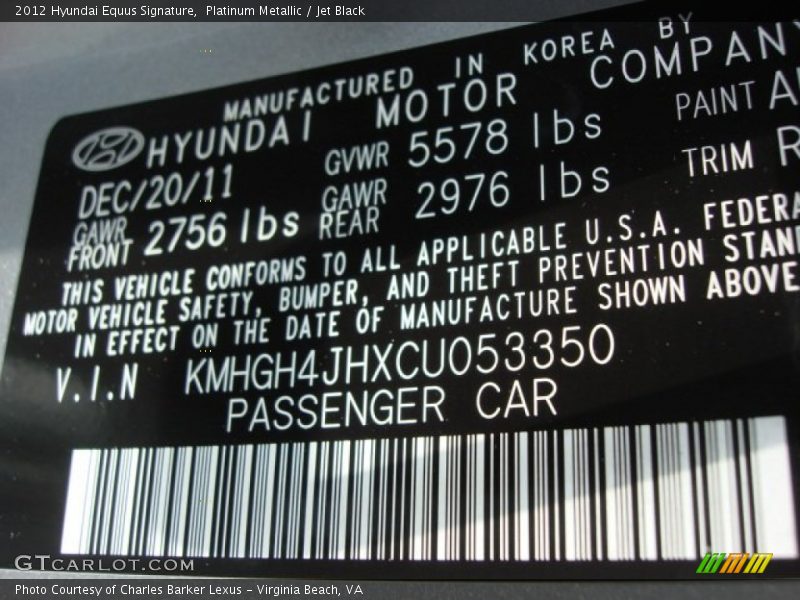 2012 Hyundai Equus Signature, Platinum Metallic / Jet Black
MANUFACTURED IN KOREA BY
HYUNDAI MOTOR COMPANY
DEC/20/11 GVWR 5578 lbs PAINT
GAWR FRONT 2756 lbs GAWR REAR 2976 lbs TRIM
THIS VEHICLE CONFORMS TO ALL APPLICABLE U.S.A. FEDERA
MOTOR VEHICLE SAFETY, BUMPER, AND THEFT PREVENTION STAN
IN EFFECT ON THE DATE OF MANUFACTURE SHOWN ABOVE
V.I.N KMHGH4JHXCU053350
PASSENGER CAR
GTCARLOT.COM
Photo Courtesy of Charles Barker Lexus - Virginia Beach, VA